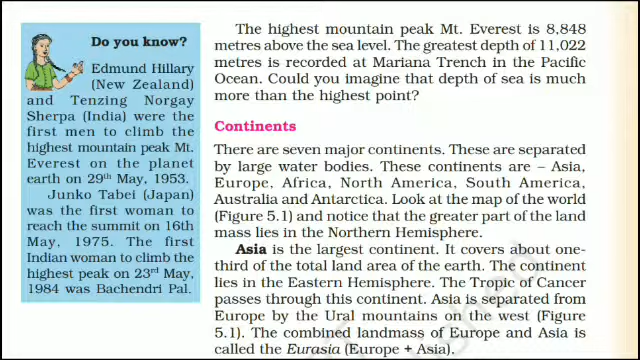 Do you know?
Edmund Hillary
(New Zealand)
and Tenzing Norgay
Sherpa (India) were the
first men to climb the
highest mountain peak Mt.
Everest on the planet
earth on 29th May, 1953.
Junko Tabei (Japan)
was the first woman to
reach the summit on 16th
May, 1975. The first
Indian woman to climb the
highest peak on 23rd May,
1984 was Bachendri Pal.
The highest mountain peak Mt. Everest is 8,848
metres above the sea level. The greatest depth of 11,022
metres is recorded at Mariana Trench in the Pacific
Ocean. Could you imagine that depth of sea is much
more than the highest point?
Continents
There are seven major continents. These are separated
by large water bodies. These continents are – Asia,
Europe, Africa, North America, South America,
Australia and Antarctica. Look at the map of the world
(Figure 5.1) and notice that the greater part of the land
mass lies in the Northern Hemisphere.
Asia is the largest continent. It covers about one-
third of the total land area of the earth. The continent
lies in the Eastern Hemisphere. The Tropic of Cancer
passes through this continent. Asia is separated from
Europe by the Ural mountains on the west (Figure
5.1). The combined landmass of Europe and Asia is
called the Eurasia (Europe + Asia).